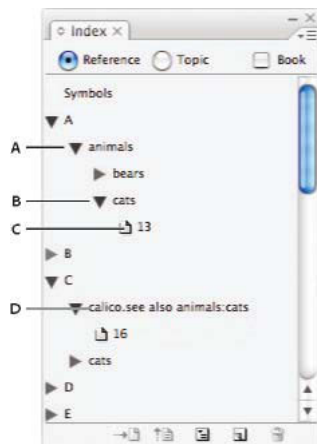 Index ×
Reference Topic Book
Symbols
A
A animals
bears
B cats
C 13
B
C
D calico.see also animals:cats
16
cats
D
E